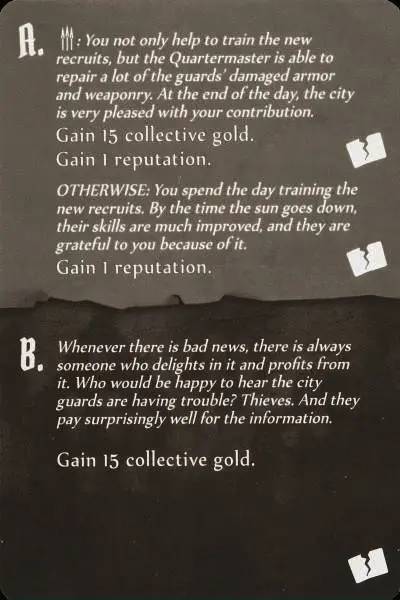 A. : You not only help to train the new
recruits, but the Quartermaster is able to
repair a lot of the guards' damaged armor
and weaponry. At the end of the day, the city
is very pleased with your contribution.
Gain 15 collective gold.
Gain 1 reputation.
OTHERWISE: You spend the day training the
new recruits. By the time the sun goes down,
their skills are much improved, and they are
grateful to you because of it.
Gain 1 reputation.
B. Whenever there is bad news, there is always
someone who delights in it and profits from
it. Who would be happy to hear the city
guards are having trouble? Thieves. And they
pay surprisingly well for the information.
Gain 15 collective gold.